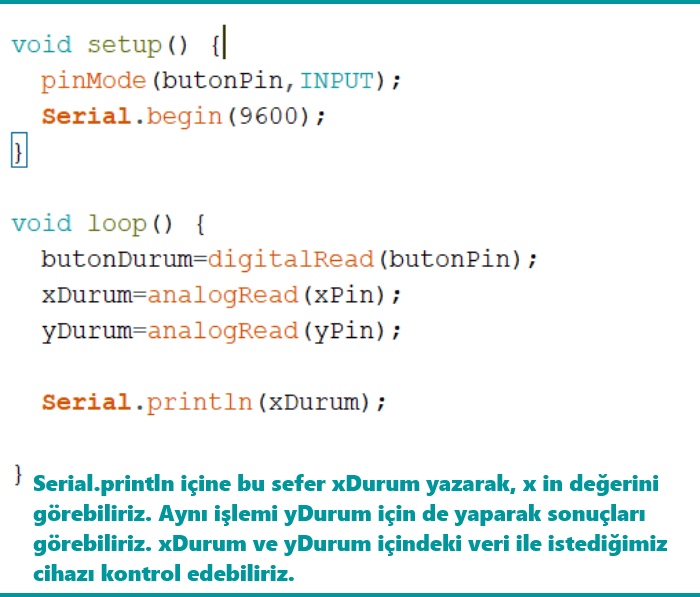 void setup() {
  pinMode(butonPin,INPUT);
  Serial.begin(9600);
}
void loop() {
  butonDurum=digitalRead(butonPin);
  xDurum=analogRead(xPin);
  yDurum=analogRead(yPin);
  Serial.println(xDurum);
}
Serial.println içine bu sefer xDurum yazarak, x in değerini
görebiliriz. Aynı işlemi yDurum için de yaparak sonuçları
görebiliriz. xDurum ve yDurum içindeki veri ile istediğimiz
cihazı kontrol edebiliriz.